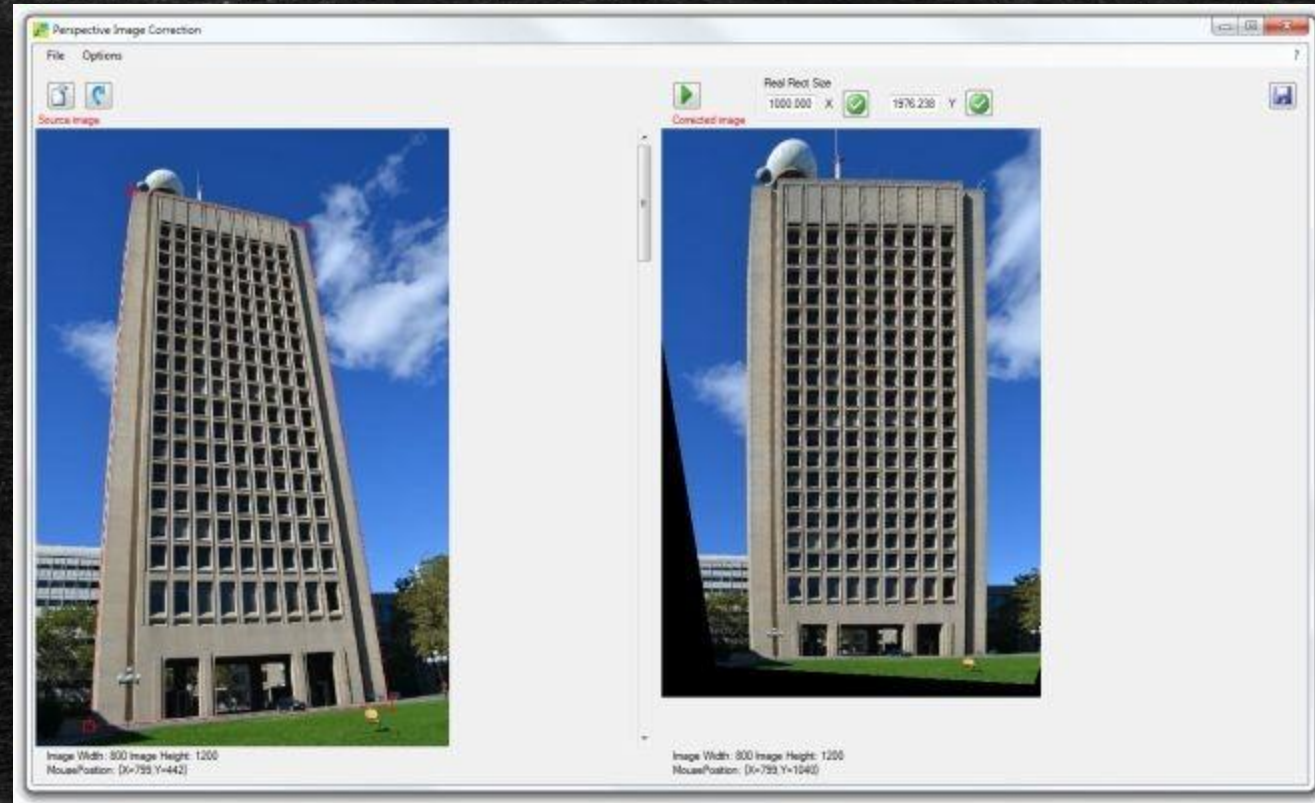 Perspective Image Correction
File Options ?
Real Rect Size
1000.000 X 1976.238 Y
Source image
Corrected image
Image Width: 800 Image Height: 1200
MousePosition: {X=799,Y=442}
Image Width: 800 Image Height: 1200
MousePosition: {X=799,Y=1040}